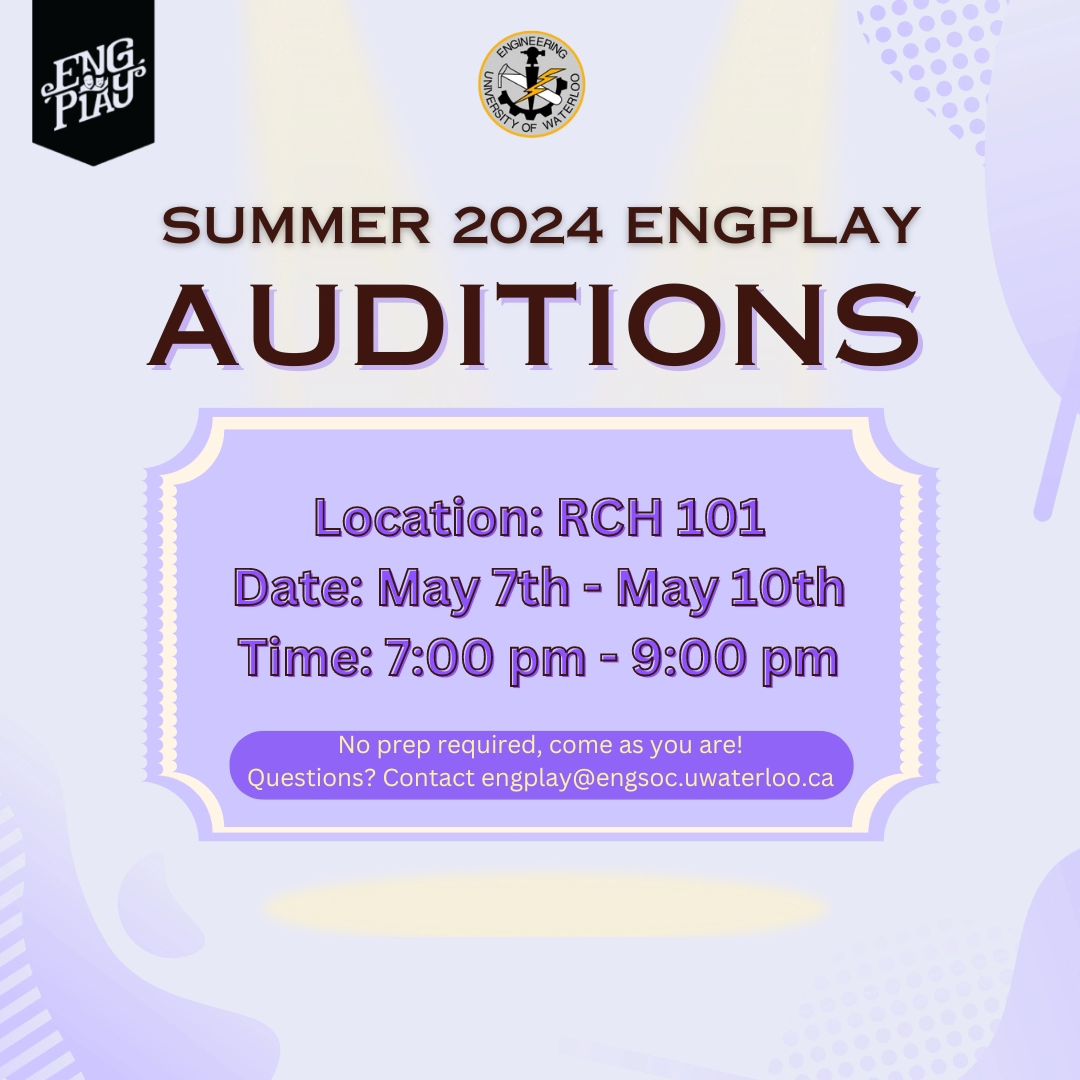 ENG
PLAY
ENGINEERING
UNIVERSITY OF WATERLOO
SUMMER 2024 ENGPLAY
AUDITIONS
Location: RCH 101
Date: May 7th - May 10th
Time: 7:00 pm - 9:00 pm
No prep required, come as you are!
Questions? Contact engplay@engsoc.uwaterloo.ca